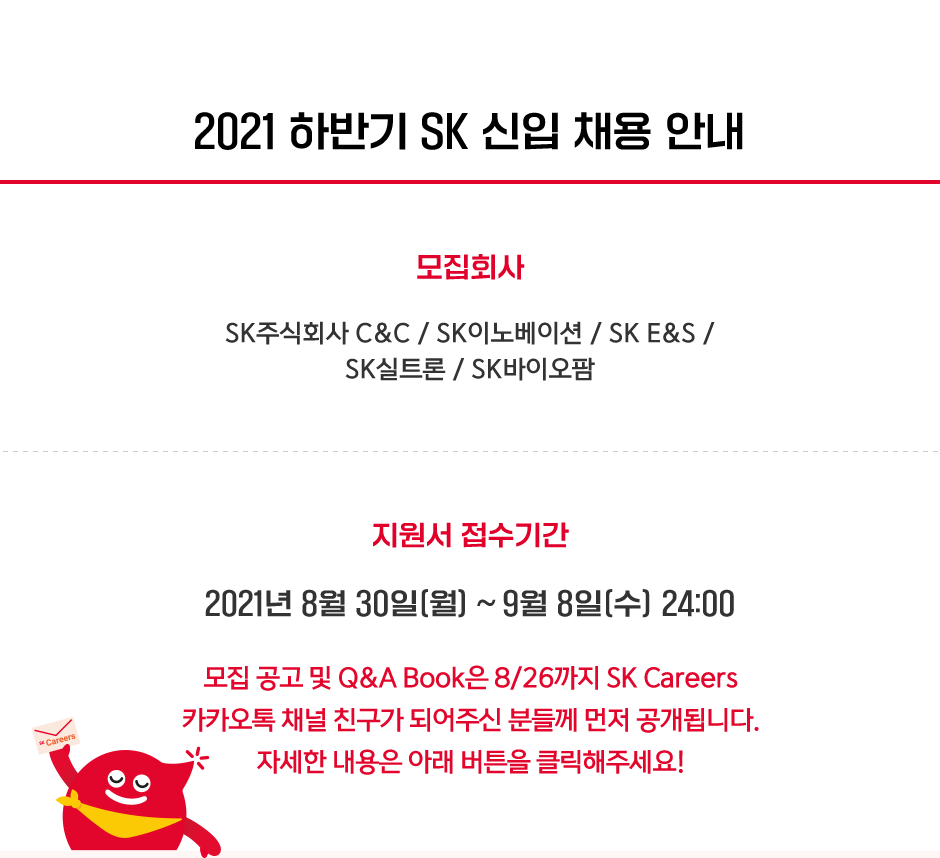 2021 하반기 SK 신입 채용 안내
모집회사
SK주식회사 C&C / SK이노베이션 / SK E&S /
SK실트론 / SK바이오팜
지원서 접수기간
2021년 8월 30일(월) ~ 9월 8일(수) 24:00
모집 공고 및 Q&A Book은 8/26까지 SK Careers
카카오톡 채널 친구가 되어주신 분들께 먼저 공개됩니다.
자세한 내용은 아래 버튼을 클릭해주세요!
SK Careers